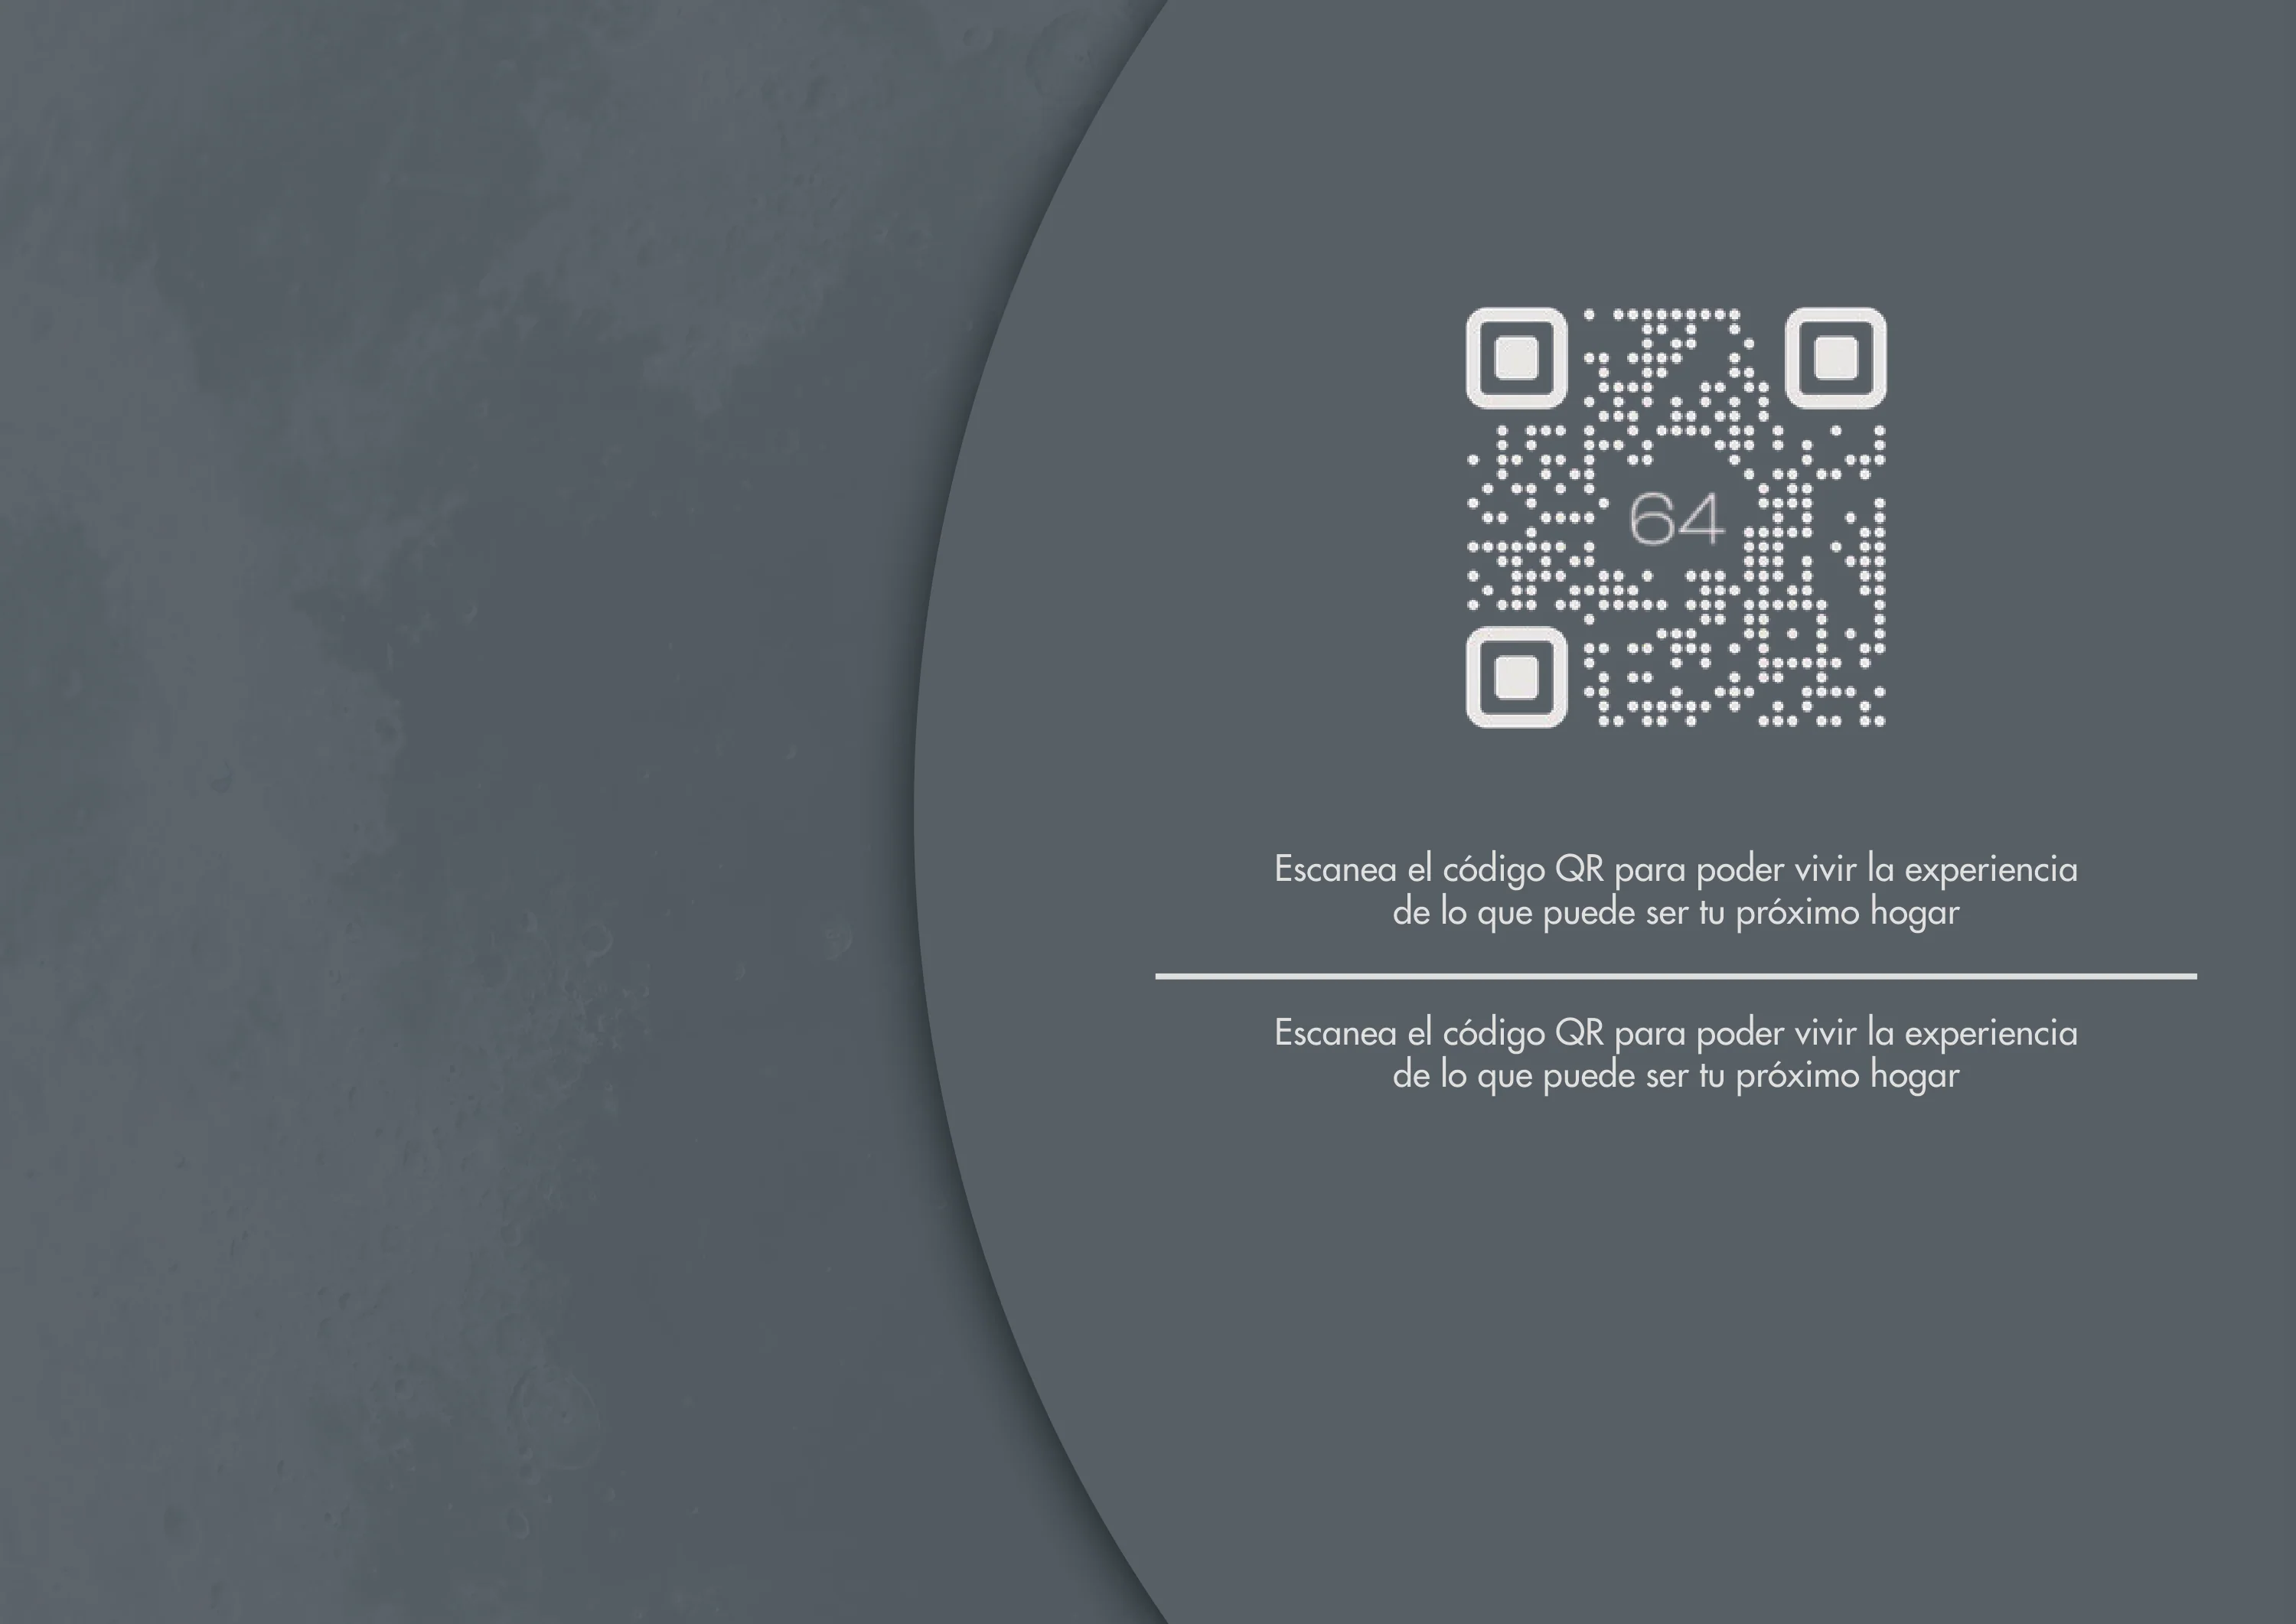 64
Escanea el código QR para poder vivir la experiencia
de lo que puede ser tu próximo hogar
Escanea el código QR para poder vivir la experiencia
de lo que puede ser tu próximo hogar